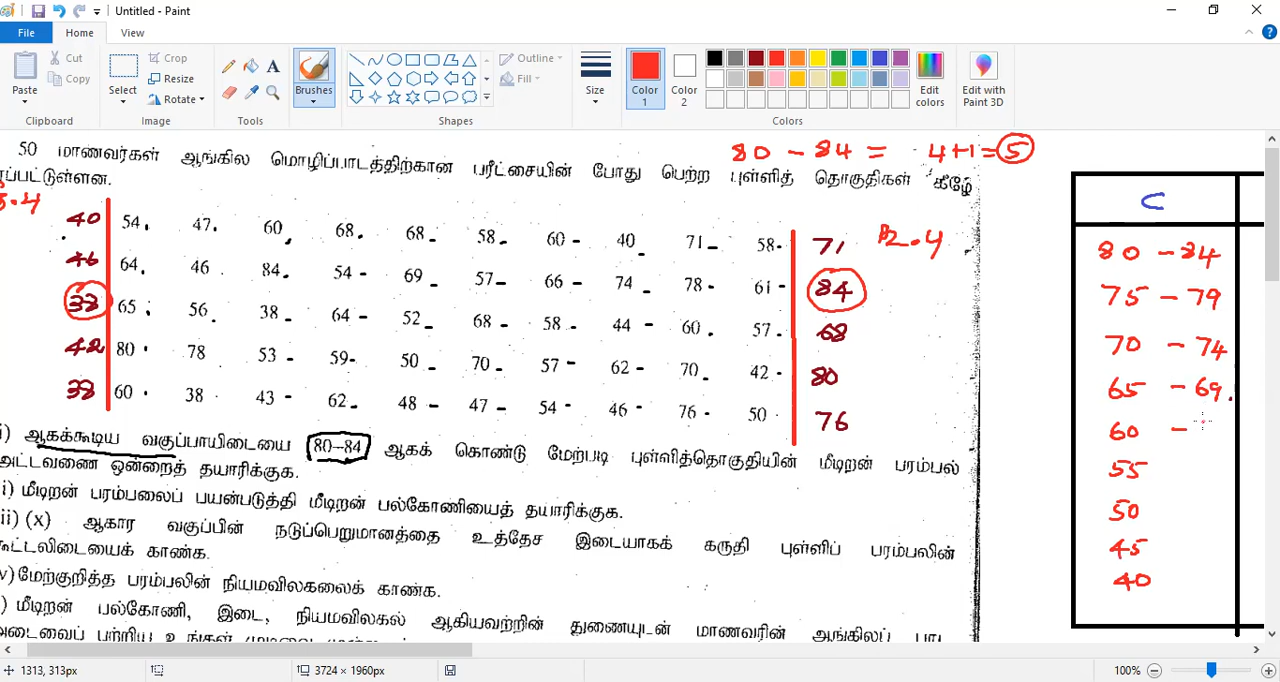 Untitled - Paint
File Home View
Paste Cut Copy Select Crop Resize Rotate Brushes Outline Fill Size Color 1 Color 2 Edit colors Edit with Paint 3D
Clipboard Image Tools Shapes Colors
80 - 84 = 4+1 = 5
50 மாணவர்கள் ஆங்கில மொழிப்பாடத்திற்கான பரீட்சையின் போது பெற்ற புள்ளித் தொகுதிகள் கீழே
ரப்பட்டுள்ளன.
40 54 47 60 68 68 58 60 40 71 58 71
46 64 46 84 54 69 57 66 74 78 61 84
38 65 56 38 64 52 68 58 44 60 57 68
42 80 78 53 59 50 70 57 62 70 42 80
38 60 38 43 62 48 47 54 46 76 50 76
i) ஆகக்கூடிய வகுப்பாயிடையை 80-84 ஆகக் கொண்டு மேற்படி புள்ளித்தொகுதியின் மீடிறன் பரம்பல்
அட்டவணை ஒன்றைத் தயாரிக்குக.
i) மீடிறன் பரம்பலைப் பயன்படுத்தி மீடிறன் பல்கோணியைத் தயாரிக்குக.
ii) (x) ஆகார வகுப்பின் நடுப்பெறுமானத்தை உத்தேச இடையாகக் கருதி புள்ளிப் பரம்பலின்
கூட்டலிடையைக் காண்க.
v) மேற்குறித்த பரம்பலின் நியமவிலகலைக் காண்க.
) மீடிறன் பல்கோணி, இடை, நியமவிலகல் ஆகியவற்றின் துணையுடன் மாணவரின் ஆங்கிலப் பாட
C
80 - 84
75 - 79
70 - 74
65 - 69.
60 -
55
50
45
40
1313, 313px 3724 × 1960px 100%